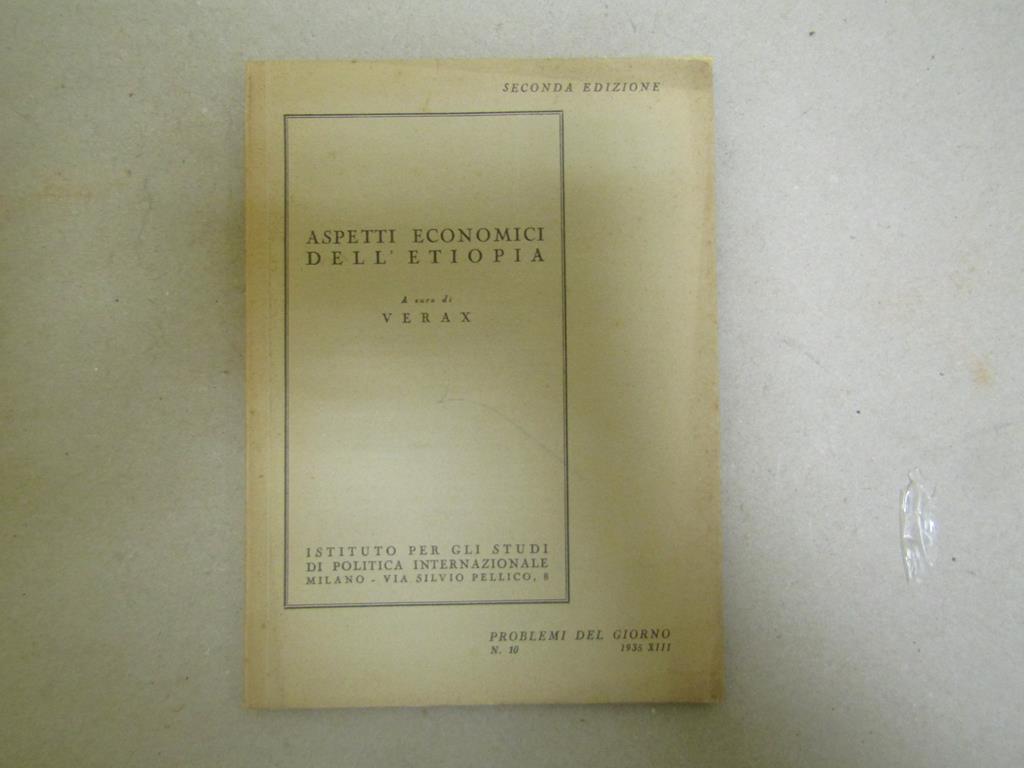 SECONDA EDIZIONE
ASPETTI ECONOMICI
DELL' ETIOPIA
A cura di
VERAX
ISTITUTO PER GLI STUDI
DI POLITICA INTERNAZIONALE
MILANO - VIA SILVIO PELLICO, 8
PROBLEMI DEL GIORNO
N. 10 1935 XIII